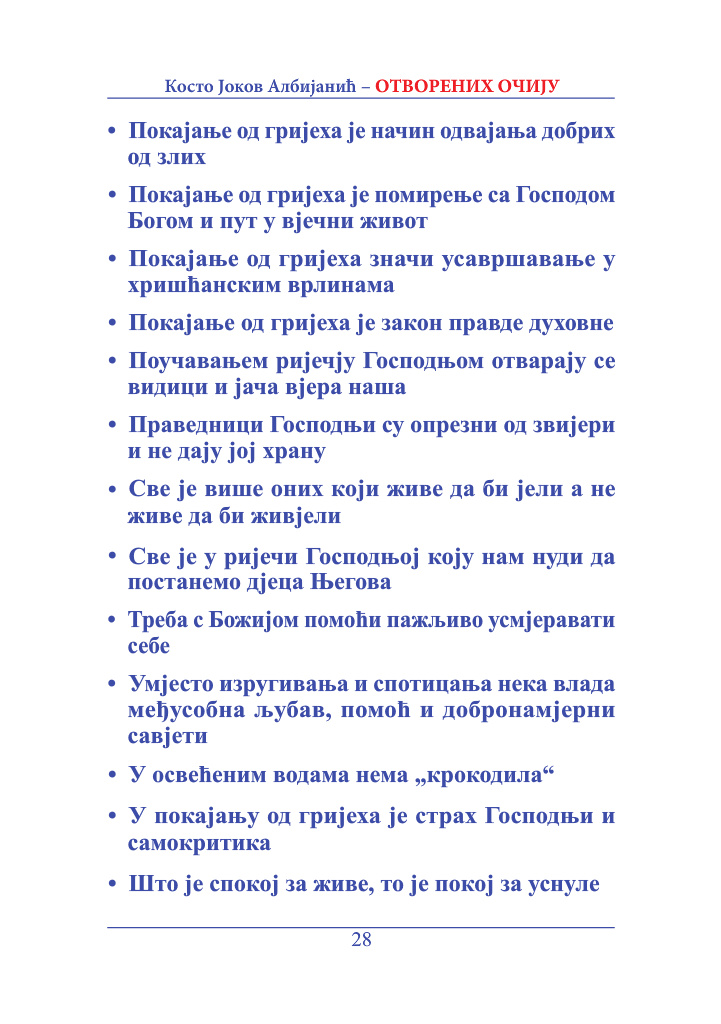 Косто Јоков Албијанић – ОТВОРЕНИХ ОЧИЈУ
• Покајање од гријеха је начин одвајања добрих
од злих
• Покајање од гријеха је помирење са Господом
Богом и пут у вјечни живот
• Покајање од гријеха значи усавршавање у
хришћанским врлинама
• Покајање од гријеха је закон правде духовне
• Поучавањем ријечју Господњом отварају се
видици и јача вјера наша
• Праведници Господњи су опрезни од звијери
и не дају јој храну
• Све је више оних који живе да би јели а не
живе да би живјели
• Све је у ријечи Господњој коју нам нуди да
постанемо дјеца Његова
• Треба с Божијом помоћи пажљиво усмјеравати
себе
• Умјесто изругивања и спотицања нека влада
међусобна љубав, помоћ и добронамјерни
савјети
• У освећеним водама нема „крокодила“
• У покајању од гријеха је страх Господњи и
самокритика
• Што је спокој за живе, то је покој за уснуле
28